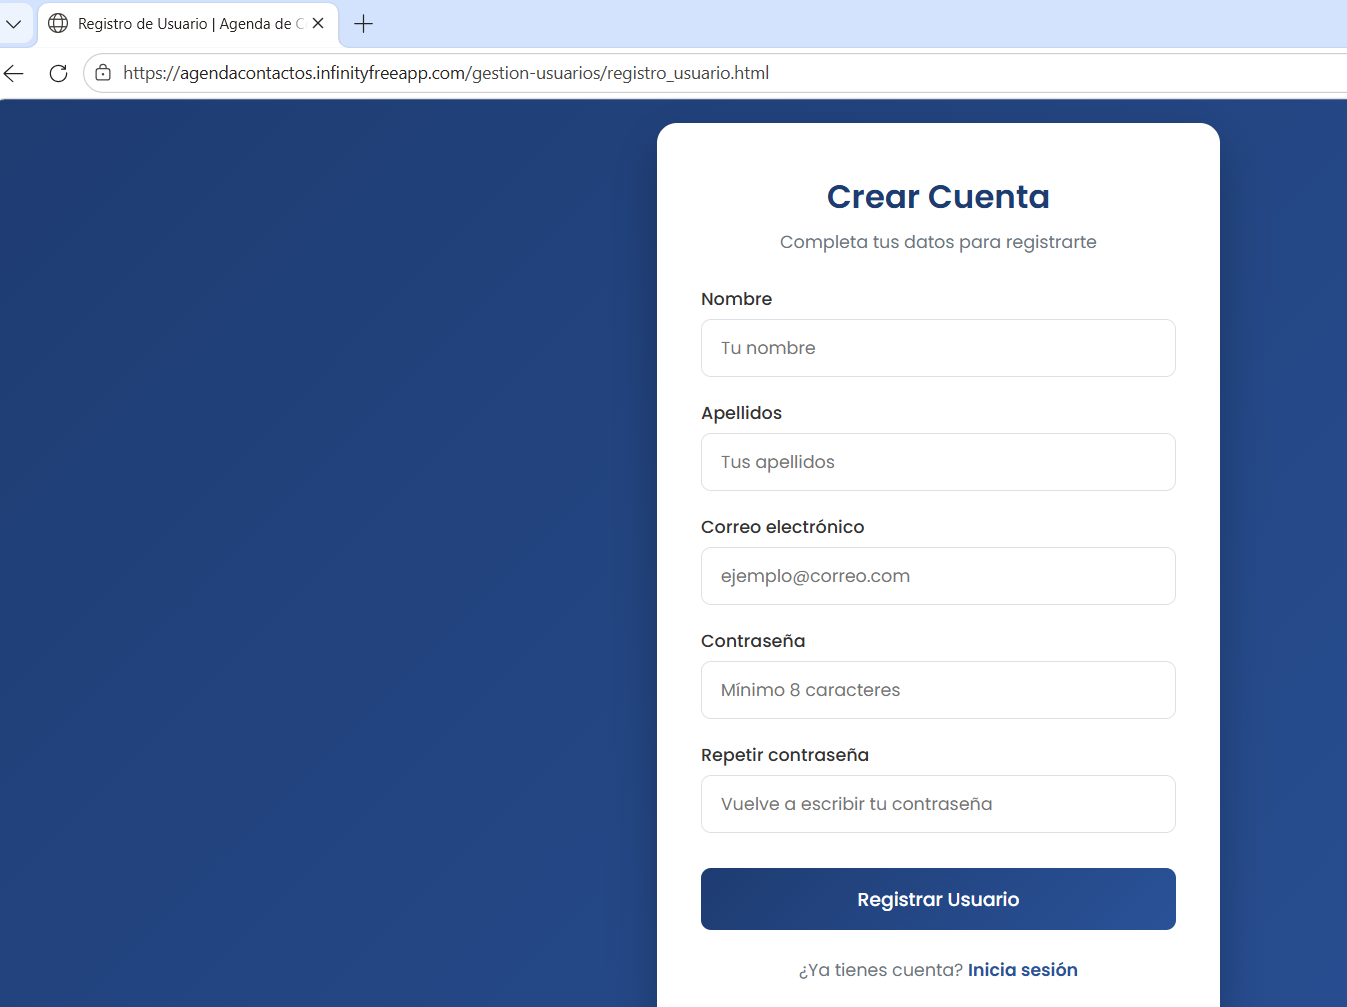 Registro de Usuario | Agenda de C
https://agendacontactos.infinityfreeapp.com/gestion-usuarios/registro_usuario.html
Crear Cuenta
Completa tus datos para registrarte
Nombre
Tu nombre
Apellidos
Tus apellidos
Correo electrónico
ejemplo@correo.com
Contraseña
Mínimo 8 caracteres
Repetir contraseña
Vuelve a escribir tu contraseña
Registrar Usuario
¿Ya tienes cuenta? Inicia sesión